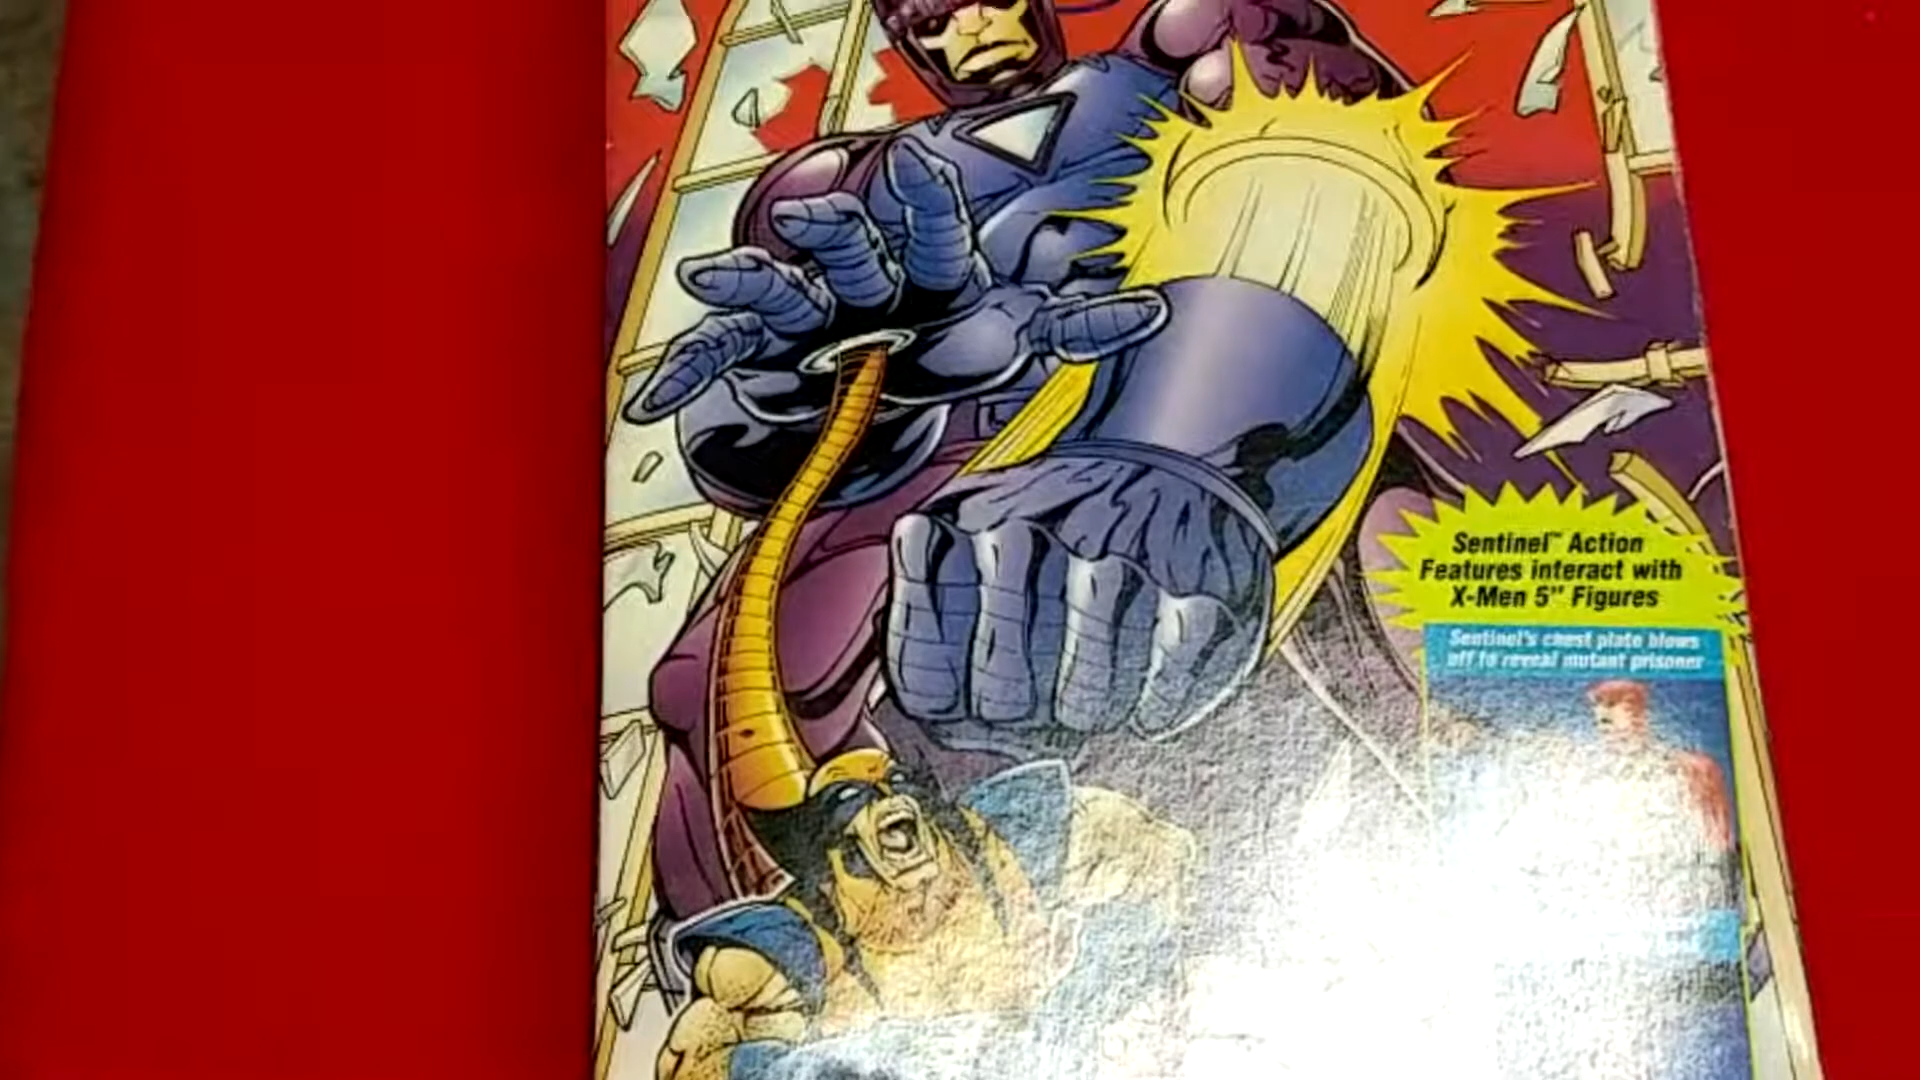 Sentinel™ Action
Features interact with
X-Men 5" Figures
Sentinel's chest plate blows
off to reveal mutant prisoner